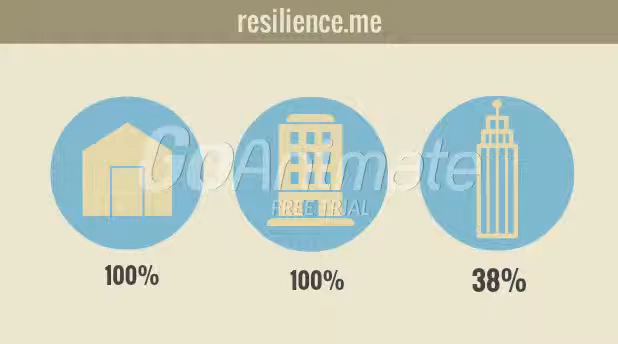 resilience.me
GoAnimate
FREE TRIAL
100%
100%
38%